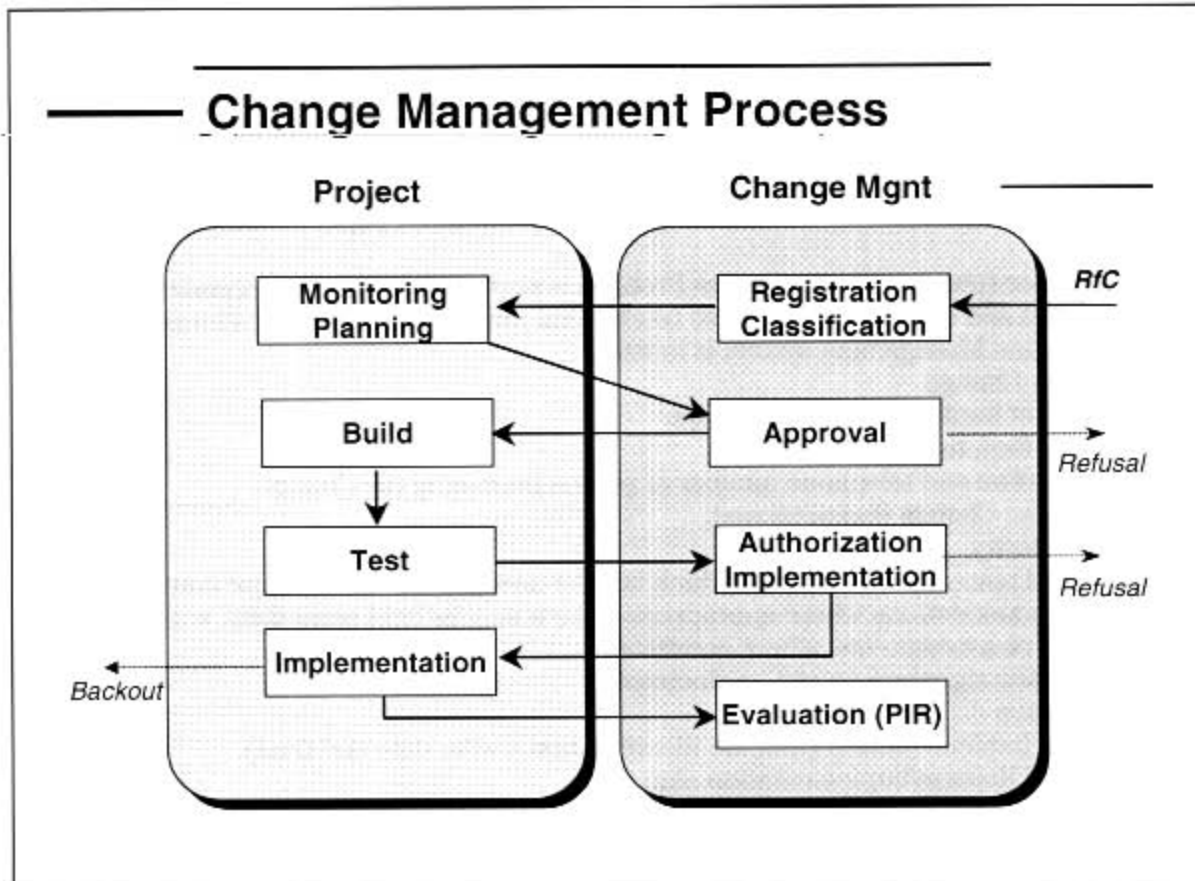 Change Management Process
Project
Change Mgnt
Monitoring
Planning
Registration
Classification
RfC
Build
Approval
Refusal
Test
Authorization
Implementation
Refusal
Implementation
Backout
Evaluation (PIR)